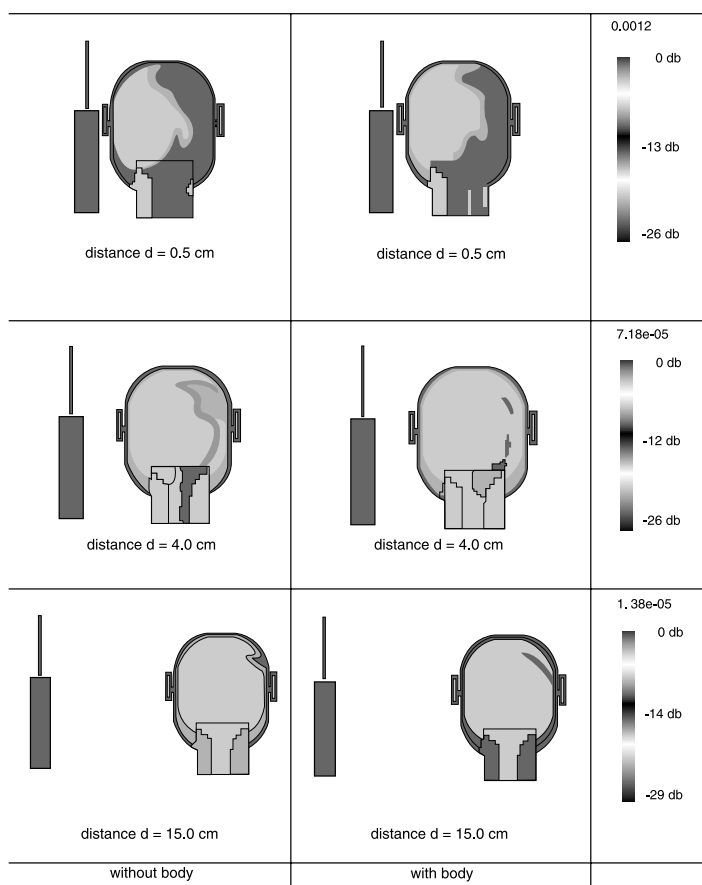 0.0012
0 db
-13 db
-26 db
distance d = 0.5 cm
distance d = 0.5 cm
7.18e-05
0 db
-12 db
-26 db
distance d = 4.0 cm
distance d = 4.0 cm
1.38e-05
0 db
-14 db
-29 db
distance d = 15.0 cm
distance d = 15.0 cm
without body
with body